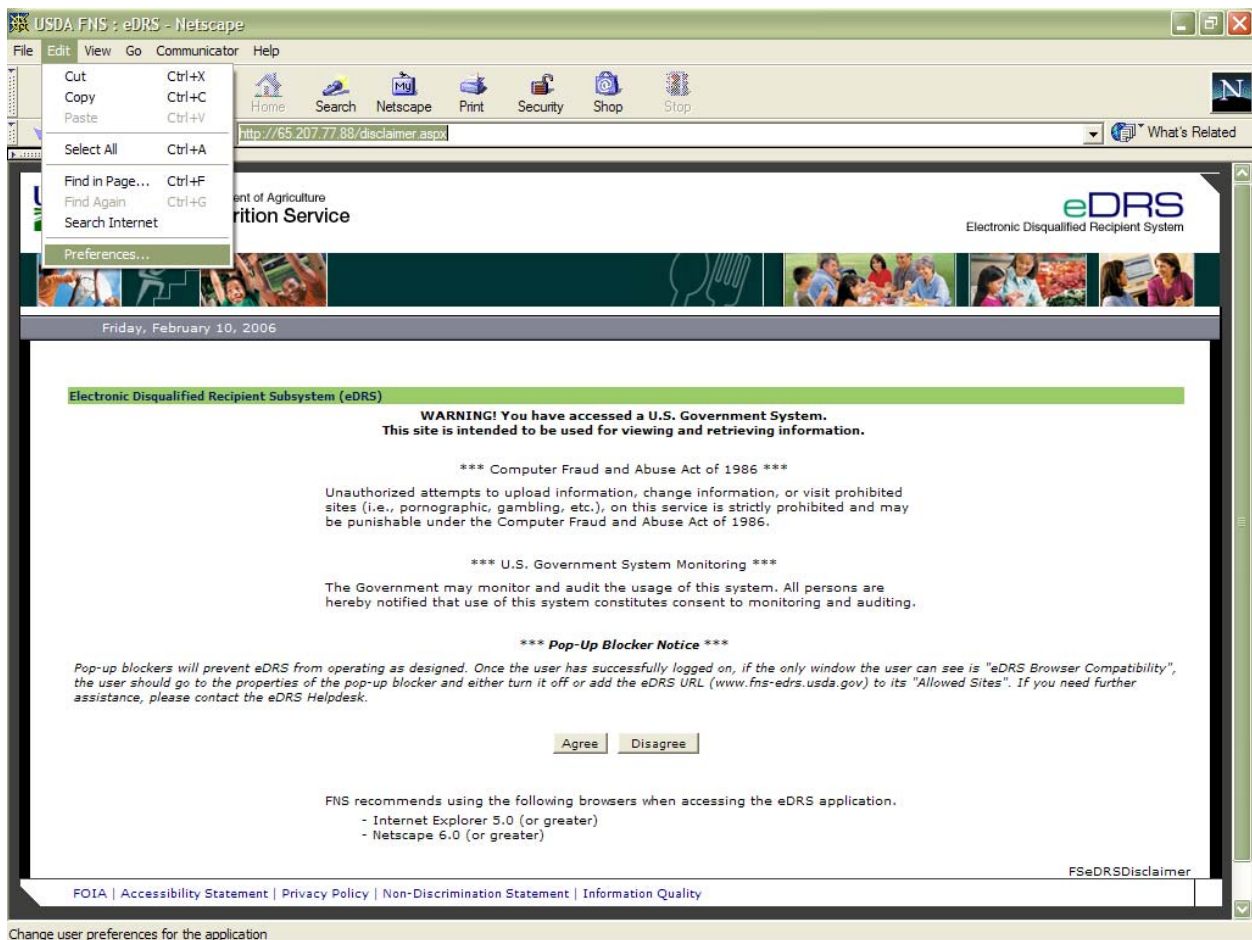 USDA FNS : eDRS - Netscape
File Edit View Go Communicator Help
Cut Ctrl+X
Copy Ctrl+C
Paste Ctrl+V
Select All Ctrl+A
Find in Page... Ctrl+F
Find Again Ctrl+G
Search Internet
Preferences...
Home Search Netscape Print Security Shop Stop
My
N
http://65.207.77.88/disclaimer.aspx
What's Related
ent of Agriculture
rition Service
eDRS
Electronic Disqualified Recipient System
Friday, February 10, 2006
Electronic Disqualified Recipient Subsystem (eDRS)
WARNING! You have accessed a U.S. Government System.
This site is intended to be used for viewing and retrieving information.
*** Computer Fraud and Abuse Act of 1986 ***
Unauthorized attempts to upload information, change information, or visit prohibited
sites (i.e., pornographic, gambling, etc.), on this service is strictly prohibited and may
be punishable under the Computer Fraud and Abuse Act of 1986.
*** U.S. Government System Monitoring ***
The Government may monitor and audit the usage of this system. All persons are
hereby notified that use of this system constitutes consent to monitoring and auditing.
*** Pop-Up Blocker Notice ***
Pop-up blockers will prevent eDRS from operating as designed. Once the user has successfully logged on, if the only window the user can see is "eDRS Browser Compatibility",
the user should go to the properties of the pop-up blocker and either turn it off or add the eDRS URL (www.fns-edrs.usda.gov) to its "Allowed Sites". If you need further
assistance, please contact the eDRS Helpdesk.
Agree Disagree
FNS recommends using the following browsers when accessing the eDRS application.
- Internet Explorer 5.0 (or greater)
- Netscape 6.0 (or greater)
FSeDRSDisclaimer
FOIA | Accessibility Statement | Privacy Policy | Non-Discrimination Statement | Information Quality
Change user preferences for the application